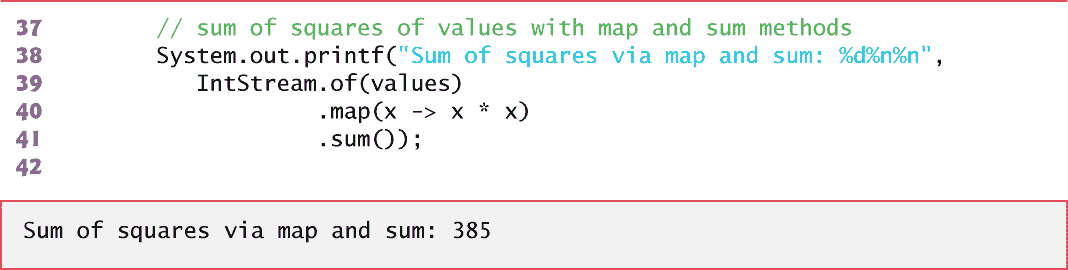 37 // sum of squares of values with map and sum methods
38 System.out.printf("Sum of squares via map and sum: %d%n%n",
39 IntStream.of(values)
40 .map(x -> x * x)
41 .sum());
42
Sum of squares via map and sum: 385